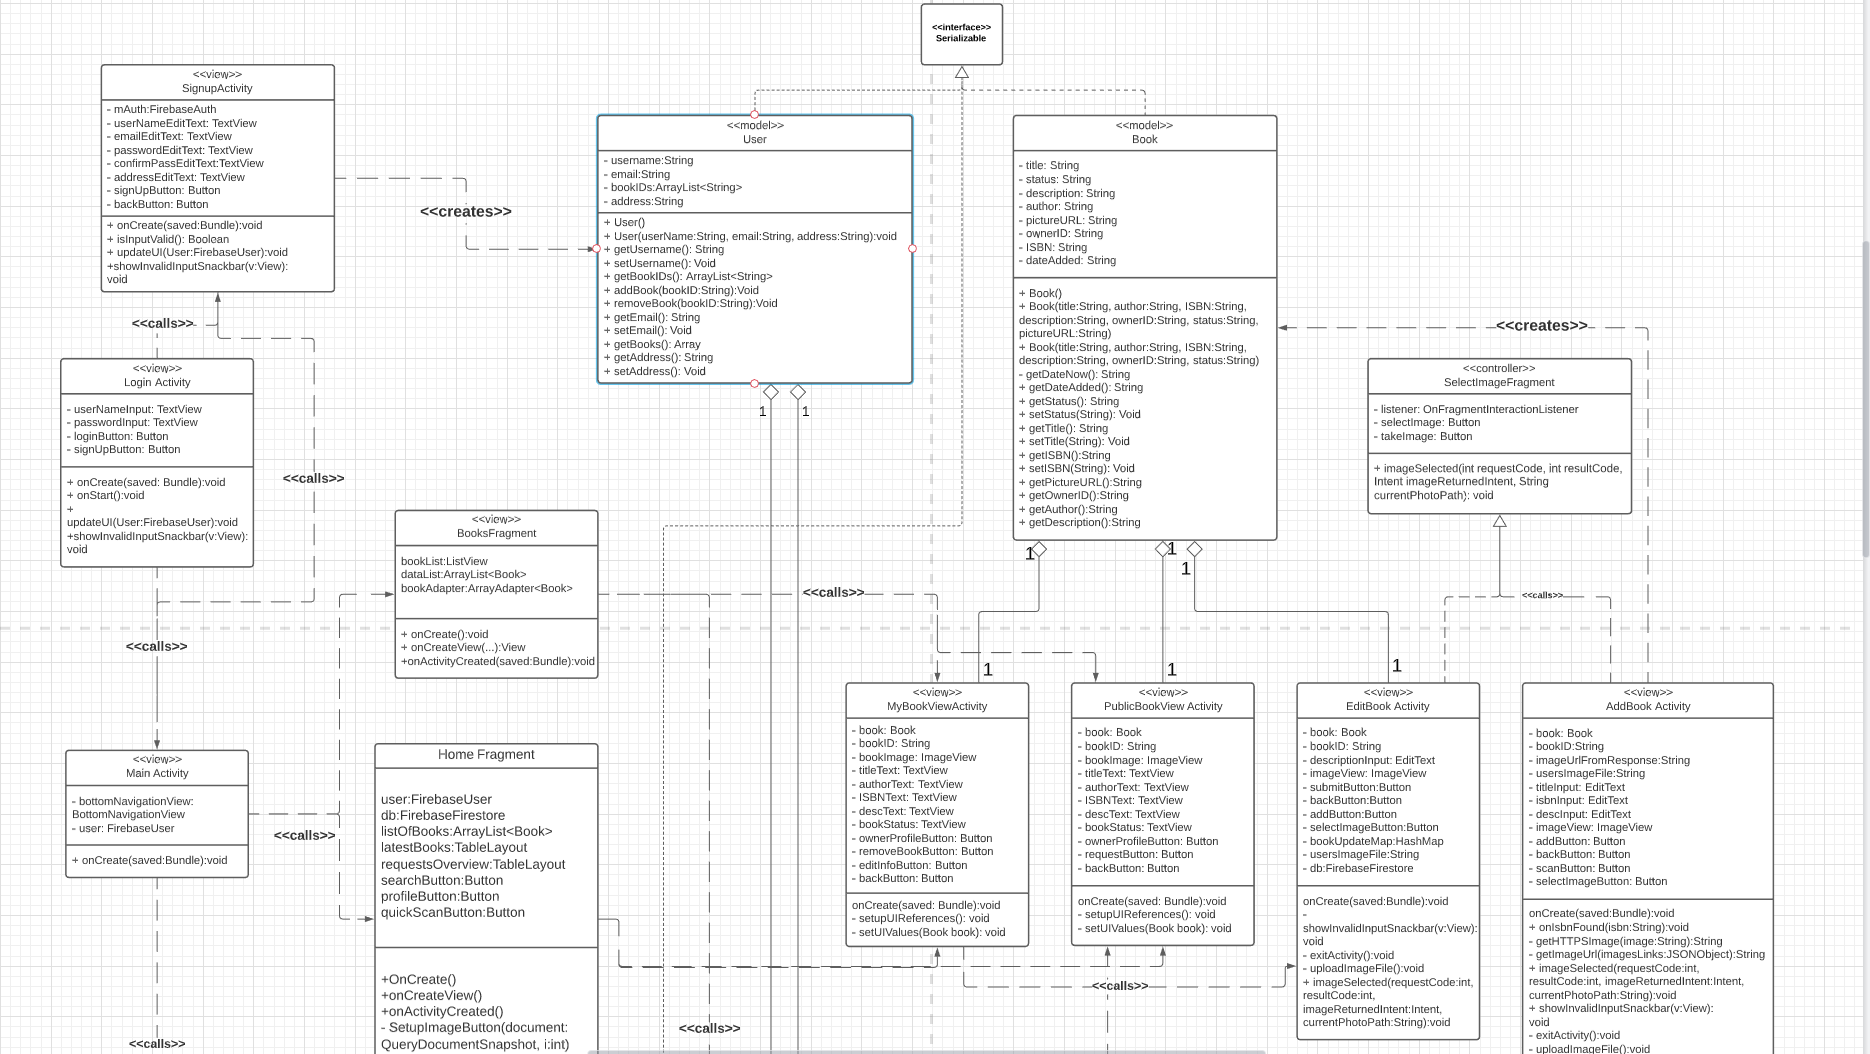 <<interface>>
Serializable
<<view>>
SignupActivity
- mAuth:FirebaseAuth
- userNameEditText: TextView
- emailEditText: TextView
- passwordEditText: TextView
- confirmPassEditText:TextView
- addressEditText: TextView
- signUpButton: Button
- backButton: Button
+ onCreate(saved:Bundle):void
+ isInputValid(): Boolean
+ updateUI(User:FirebaseUser):void
+showInvalidInputSnackbar(v:View):
void
<<creates>>
<<model>>
User
- username:String
- email:String
- bookIDs:ArrayList<String>
- address:String
+ User()
+ User(userName:String, email:String, address:String):void
+ getUsername(): String
+ setUsername(): Void
+ getBookIDs(): ArrayList<String>
+ addBook(bookID:String):Void
+ removeBook(bookID:String):Void
+ getEmail(): String
+ setEmail(): Void
+ getBooks(): Array
+ getAddress(): String
+ setAddress(): Void
1
1
<<model>>
Book
- title: String
- status: String
- description: String
- author: String
- pictureURL: String
- ownerID: String
- ISBN: String
- dateAdded: String
+ Book()
+ Book(title:String, author:String, ISBN:String,
description:String, ownerID:String, status:String,
pictureURL:String)
+ Book(title:String, author:String, ISBN:String,
description:String, ownerID:String, status:String)
- getDateNow(): String
+ getDateAdded(): String
+ getStatus(): String
+ setStatus(String): Void
+ getTitle(): String
+ setTitle(String): Void
+ getISBN():String
+ setISBN(String): Void
+ getPictureURL():String
+ getOwnerID():String
+ getAuthor():String
+ getDescription():String
1
1
1
<<creates>>
<<controller>>
SelectImageFragment
- listener: OnFragmentInteractionListener
- selectImage: Button
- takeImage: Button
+ imageSelected(int requestCode, int resultCode,
Intent imageReturnedIntent, String
currentPhotoPath): void
<<calls>>
<<calls>>
<<view>>
Login Activity
- userNameInput: TextView
- passwordInput: TextView
- loginButton: Button
- signUpButton: Button
+ onCreate(saved: Bundle):void
+ onStart():void
+
updateUI(User:FirebaseUser):void
+showInvalidInputSnackbar(v:View):
void
<<calls>>
<<calls>>
<<view>>
BooksFragment
bookList:ListView
dataList:ArrayList<Book>
bookAdapter:ArrayAdapter<Book>
+ onCreate():void
+ onCreateView(...):View
+onActivityCreated(saved:Bundle):void
<<calls>>
<<view>>
Main Activity
- bottomNavigationView:
BottomNavigationView
- user: FirebaseUser
+ onCreate(saved:Bundle):void
<<calls>>
<<calls>>
Home Fragment
user:FirebaseUser
db:FirebaseFirestore
listOfBooks:ArrayList<Book>
latestBooks:TableLayout
requestsOverview:TableLayout
searchButton:Button
profileButton:Button
quickScanButton:Button
+OnCreate()
+onCreateView()
+onActivityCreated()
- SetupImageButton(document:
QueryDocumentSnapshot, i:int)
<<calls>>
1
<<view>>
MyBookViewActivity
- book: Book
- bookID: String
- bookImage: ImageView
- titleText: TextView
- authorText: TextView
- ISBNText: TextView
- descText: TextView
- bookStatus: TextView
- ownerProfileButton: Button
- removeBookButton: Button
- editInfoButton: Button
- backButton: Button
onCreate(saved: Bundle):void
- setupUIReferences(): void
- setUIValues(Book book): void
1
<<view>>
PublicBookView Activity
- book: Book
- bookID: String
- bookImage: ImageView
- titleText: TextView
- authorText: TextView
- ISBNText: TextView
- descText: TextView
- bookStatus: TextView
- ownerProfileButton: Button
- requestButton: Button
- backButton: Button
onCreate(saved: Bundle):void
- setupUIReferences(): void
- setUIValues(Book book): void
<<calls>>
1
<<view>>
EditBook Activity
- book: Book
- bookID: String
- descriptionInput: EditText
- imageView: ImageView
- submitButton:Button
- backButton:Button
- addButton:Button
- selectImageButton:Button
- bookUpdateMap:HashMap
- usersImageFile:String
- db:FirebaseFirestore
onCreate(saved:Bundle):void
-
showInvalidInputSnackbar(v:View):
void
- exitActivity():void
- uploadImageFile():void
+ imageSelected(requestCode:int,
resultCode:int,
imageReturnedIntent:Intent,
currentPhotoPath:String):void
<<view>>
AddBook Activity
- book: Book
- bookID:String
- imageUrlFromResponse:String
- usersImageFile:String
- titleInput: EditText
- isbnInput: EditText
- descInput: EditText
- imageView: ImageView
- addButton: Button
- backButton: Button
- scanButton: Button
- selectImageButton: Button
onCreate(saved:Bundle):void
+ onIsbnFound(isbn:String):void
- getHTTPSImage(image:String):String
- getImageUrl(imagesLinks:JSONObject):String
+ imageSelected(requestCode:int,
resultCode:int, imageReturnedIntent:Intent,
currentPhotoPath:String):void
+ showInvalidInputSnackbar(v:View):
void
- exitActivity():void
- uploadImageFile():void